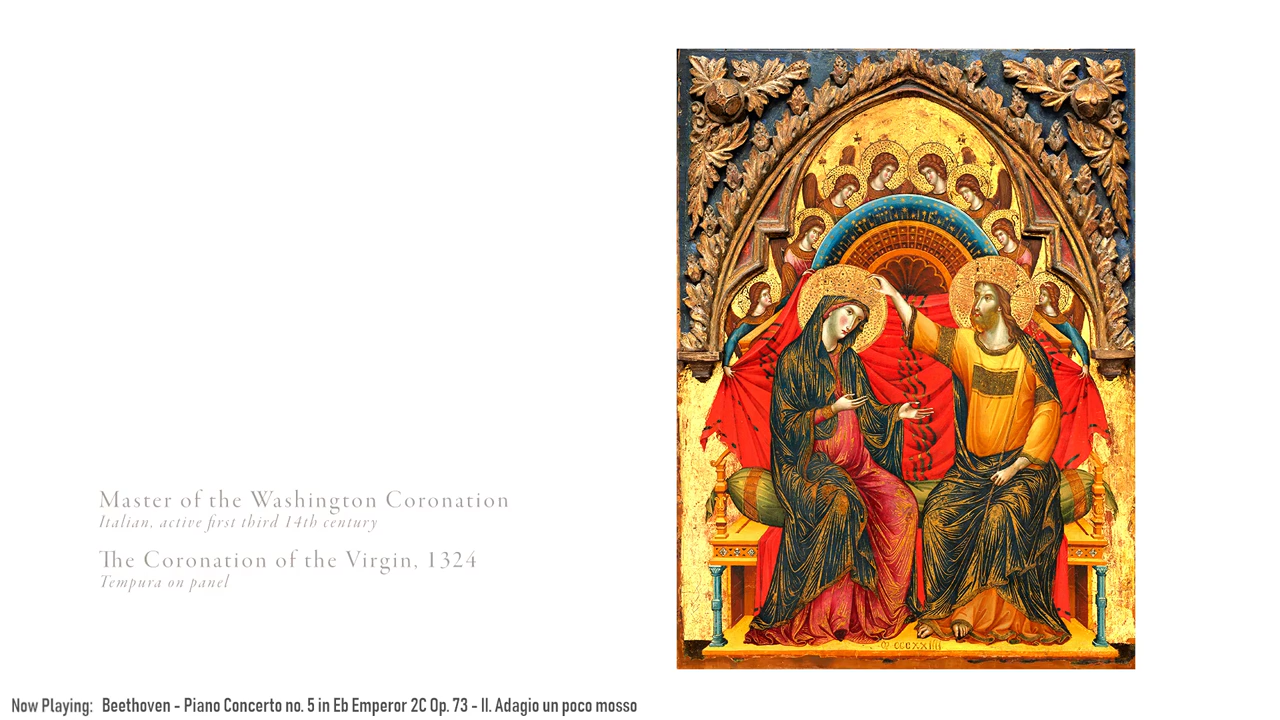 Master of the Washington Coronation
Italian, active first third 14th century
The Coronation of the Virgin, 1324
Tempura on panel
Now Playing: Beethoven - Piano Concerto no. 5 in Eb Emperor 2C Op. 73 - II. Adagio un poco mosso